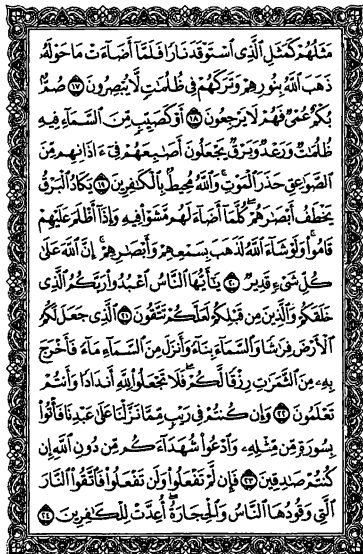 مَثَلُهُمْ كَمَثَلِ ٱلَّذِى ٱسْتَوْقَدَ نَارًا فَلَمَّآ أَضَآءَتْ مَا حَوْلَهُۥ
ذَهَبَ ٱللَّهُ بِنُورِهِمْ وَتَرَكَهُمْ فِى ظُلُمَٰتٍ لَّا يُبْصِرُونَ ١٧ صُمٌّۢ
بُكْمٌ عُمْىٌ فَهُمْ لَا يَرْجِعُونَ ١٨ أَوْ كَصَيِّبٍ مِّنَ ٱلسَّمَآءِ فِيهِ
ظُلُمَٰتٌ وَرَعْدٌ وَبَرْقٌ يَجْعَلُونَ أَصَٰبِعَهُمْ فِىٓ ءَاذَانِهِم مِّنَ
ٱلصَّوَٰعِقِ حَذَرَ ٱلْمَوْتِ ۚ وَٱللَّهُ مُحِيطٌۢ بِٱلْكَٰفِرِينَ ١٩ يَكَادُ ٱلْبَرْقُ
يَخْطَفُ أَبْصَٰرَهُمْ ۖ كُلَّمَآ أَضَآءَ لَهُم مَّشَوْا۟ فِيهِ وَإِذَآ أَظْلَمَ عَلَيْهِمْ
قَامُوا۟ ۚ وَلَوْ شَآءَ ٱللَّهُ لَذَهَبَ بِسَمْعِهِمْ وَأَبْصَٰرِهِمْ ۚ إِنَّ ٱللَّهَ عَلَىٰ
كُلِّ شَىْءٍ قَدِيرٌ ٢٠ يَٰٓأَيُّهَا ٱلنَّاسُ ٱعْبُدُوا۟ رَبَّكُمُ ٱلَّذِى
خَلَقَكُمْ وَٱلَّذِينَ مِن قَبْلِكُمْ لَعَلَّكُمْ تَتَّقُونَ ٢١ ٱلَّذِى جَعَلَ لَكُمُ
ٱلْأَرْضَ فِرَٰشًا وَٱلسَّمَآءَ بِنَآءً وَأَنزَلَ مِنَ ٱلسَّمَآءِ مَآءً فَأَخْرَجَ
بِهِۦ مِنَ ٱلثَّمَرَٰتِ رِزْقًا لَّكُمْ ۖ فَلَا تَجْعَلُوا۟ لِلَّهِ أَندَادًا وَأَنتُمْ
تَعْلَمُونَ ٢٢ وَإِن كُنتُمْ فِى رَيْبٍ مِّمَّا نَزَّلْنَا عَلَىٰ عَبْدِنَا فَأْتُوا۟
بِسُورَةٍ مِّن مِّثْلِهِۦ وَٱدْعُوا۟ شُهَدَآءَكُم مِّن دُونِ ٱللَّهِ إِن
كُنتُمْ صَٰدِقِينَ ٢٣ فَإِن لَّمْ تَفْعَلُوا۟ وَلَن تَفْعَلُوا۟ فَٱتَّقُوا۟ ٱلنَّارَ
ٱلَّتِى وَقُودُهَا ٱلنَّاسُ وَٱلْحِجَارَةُ ۖ أُعِدَّتْ لِلْكَٰفِرِينَ ٢٤